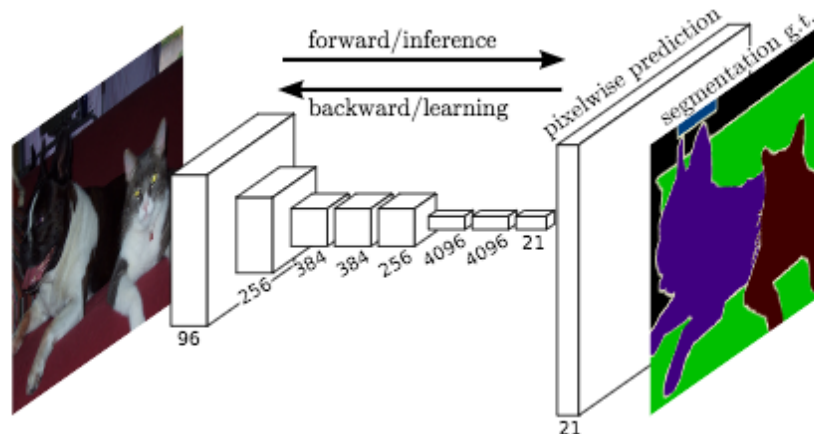 forward/inference
backward/learning
pixelwise prediction
segmentation g.t.
96
256
384
384
256
4096
4096
21
21